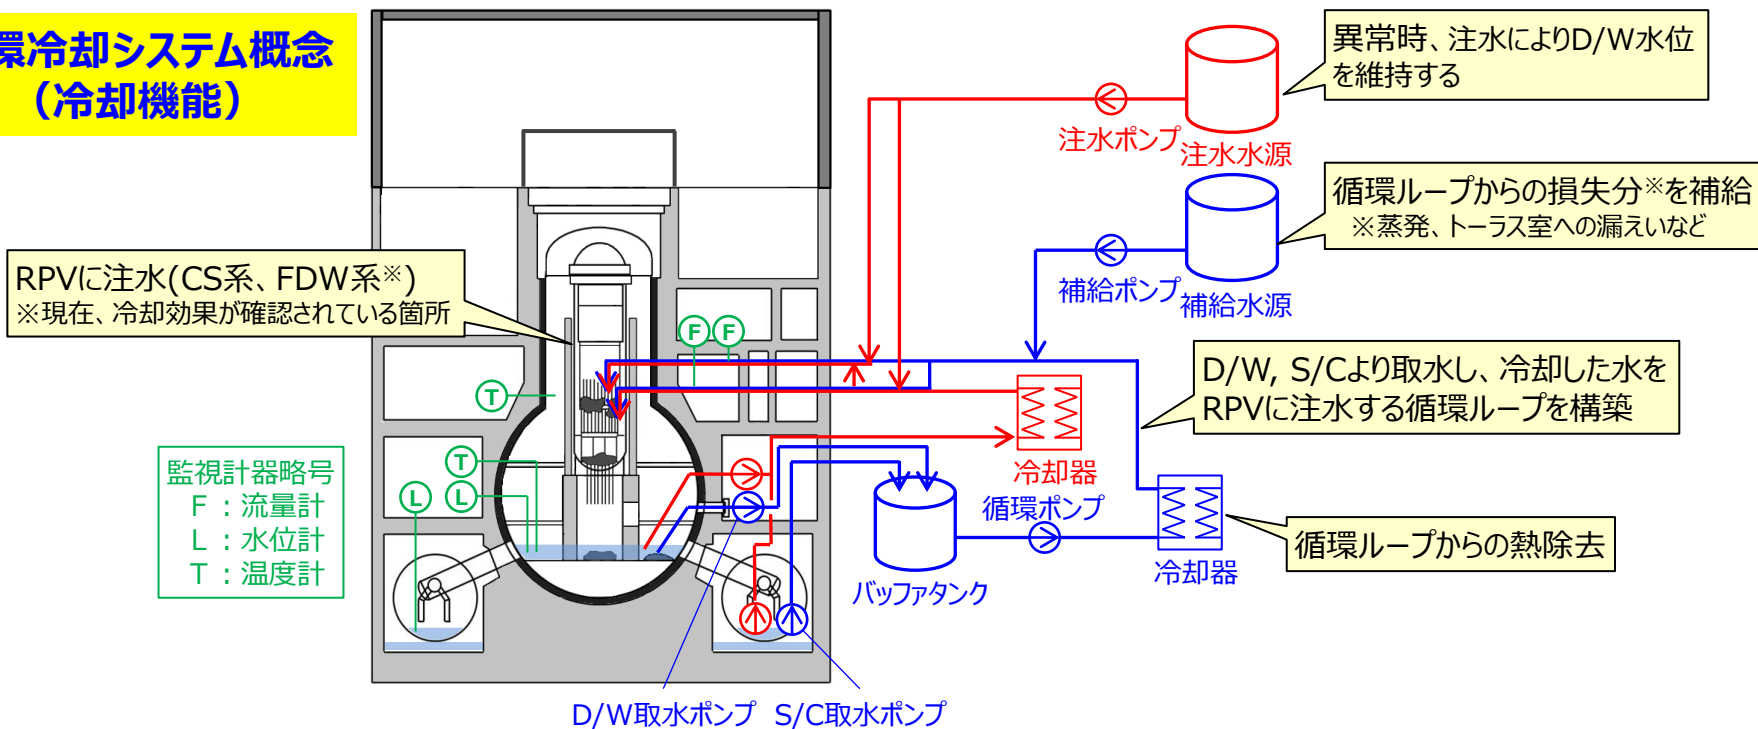 環冷却システム概念
（冷却機能）
異常時、注水によりD/W水位
を維持する
注水ポンプ
注水水源
循環ループからの損失分※を補給
※蒸発、トーラス室への漏えいなど
補給ポンプ
補給水源
RPVに注水(CS系、FDW系※)
※現在、冷却効果が確認されている箇所
F
F
T
T
L
L
D/W, S/Cより取水し、冷却した水を
RPVに注水する循環ループを構築
監視計器略号
F：流量計
L：水位計
T：温度計
冷却器
循環ポンプ
循環ループからの熱除去
冷却器
バッファタンク
D/W取水ポンプ
S/C取水ポンプ